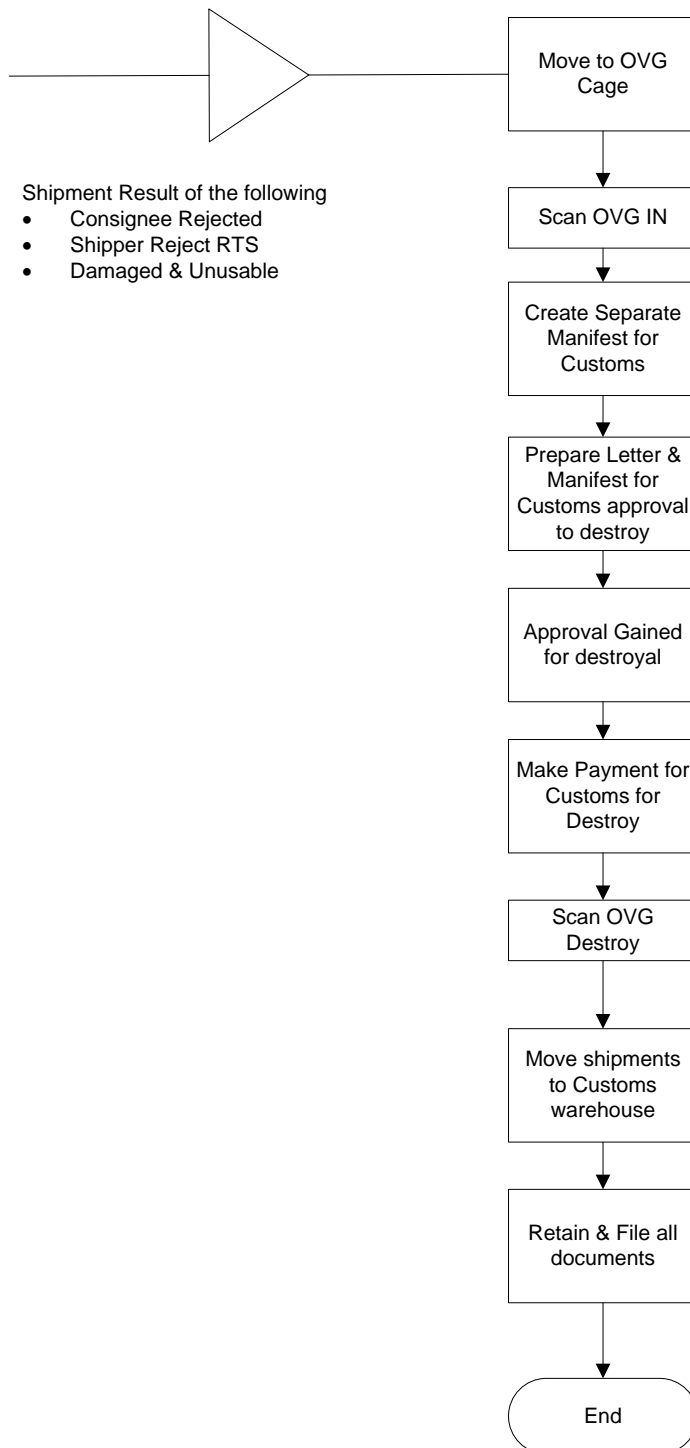 Move to OVG
Cage
Shipment Result of the following
• Consignee Rejected
• Shipper Reject RTS
• Damaged & Unusable
Scan OVG IN
Create Separate
Manifest for
Customs
Prepare Letter &
Manifest for
Customs approval
to destroy
Approval Gained
for destroyal
Make Payment for
Customs for
Destroy
Scan OVG
Destroy
Move shipments
to Customs
warehouse
Retain & File all
documents
End